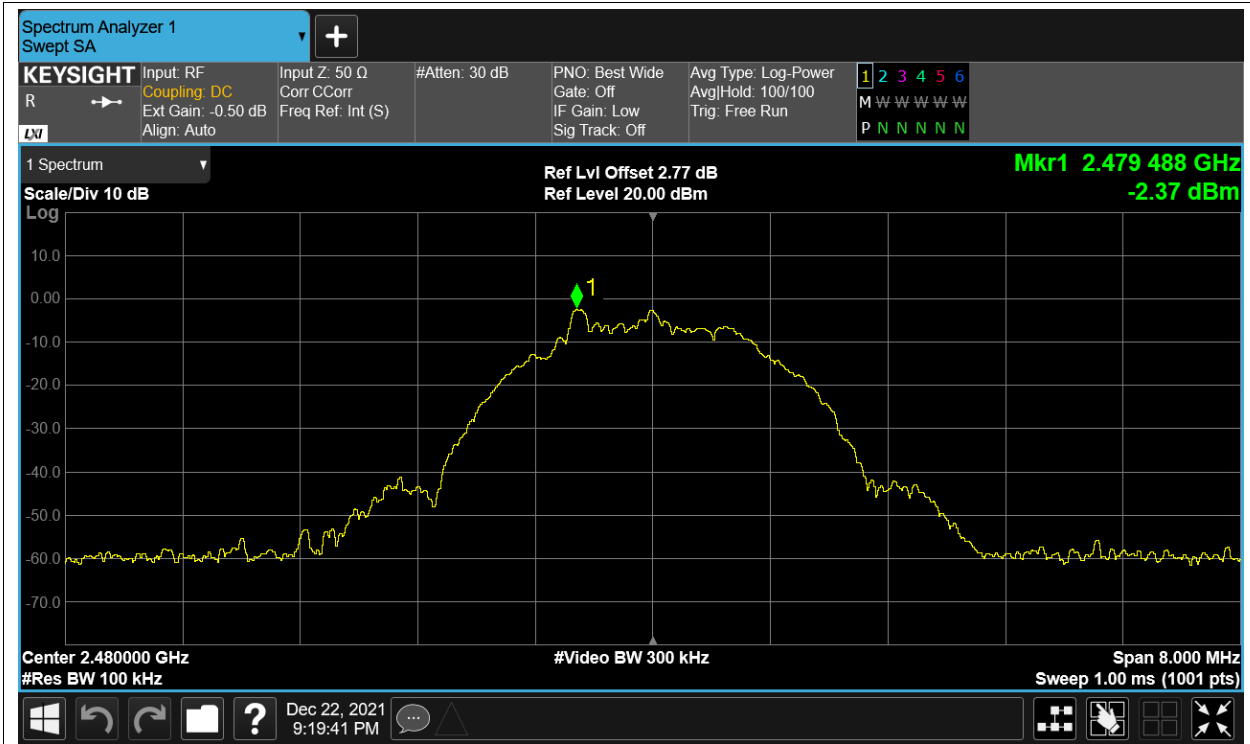 Spectrum Analyzer 1
Swept SA
KEYSIGHT
R
LXI
Input: RF
Coupling: DC
Ext Gain: -0.50 dB
Align: Auto
Input Z: 50 Ω
Corr CCorr
Freq Ref: Int (S)
#Atten: 30 dB
PNO: Best Wide
Gate: Off
IF Gain: Low
Sig Track: Off
Avg Type: Log-Power
Avg|Hold: 100/100
Trig: Free Run
1 2 3 4 5 6
M W W W W W
P N N N N N
1 Spectrum
Scale/Div 10 dB
Log
Ref Lvl Offset 2.77 dB
Ref Level 20.00 dBm
Mkr1 2.479 488 GHz
-2.37 dBm
1
10.0
0.00
-10.0
-20.0
-30.0
-40.0
-50.0
-60.0
-70.0
Center 2.480000 GHz
#Res BW 100 kHz
#Video BW 300 kHz
Span 8.000 MHz
Sweep 1.00 ms (1001 pts)
?
Dec 22, 2021
9:19:41 PM